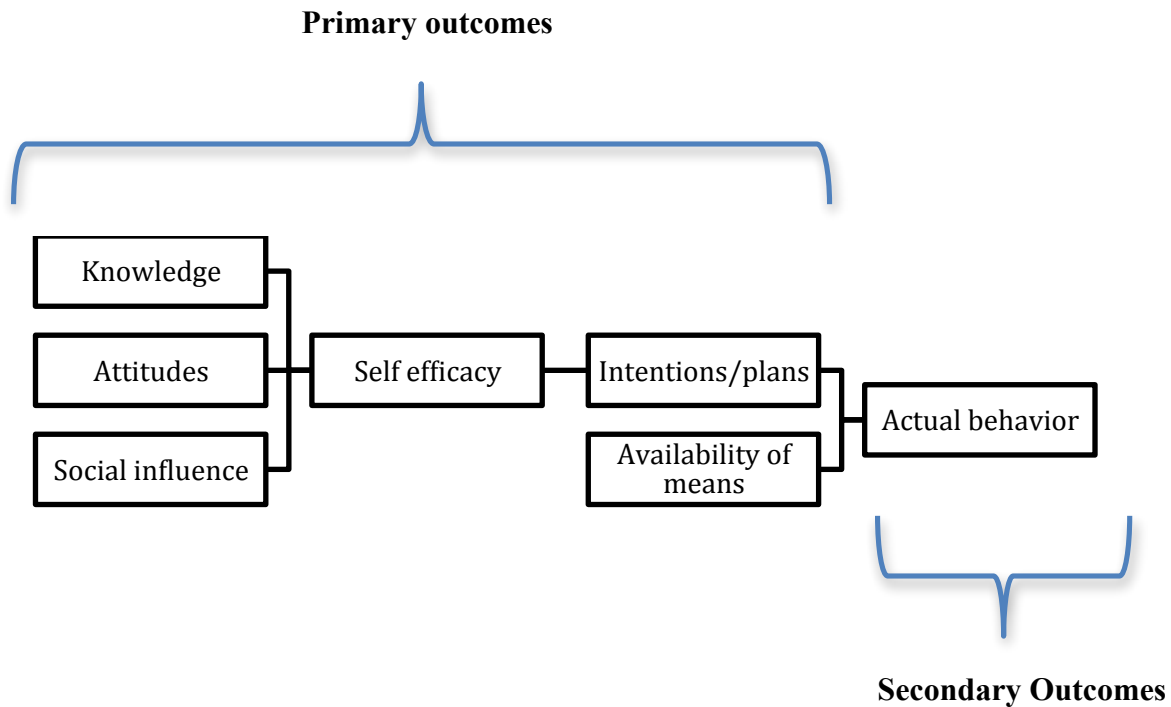 Primary outcomes
Knowledge
Attitudes
Social influence
Self efficacy
Intentions/plans
Availability of
means
Actual behavior
Secondary Outcomes